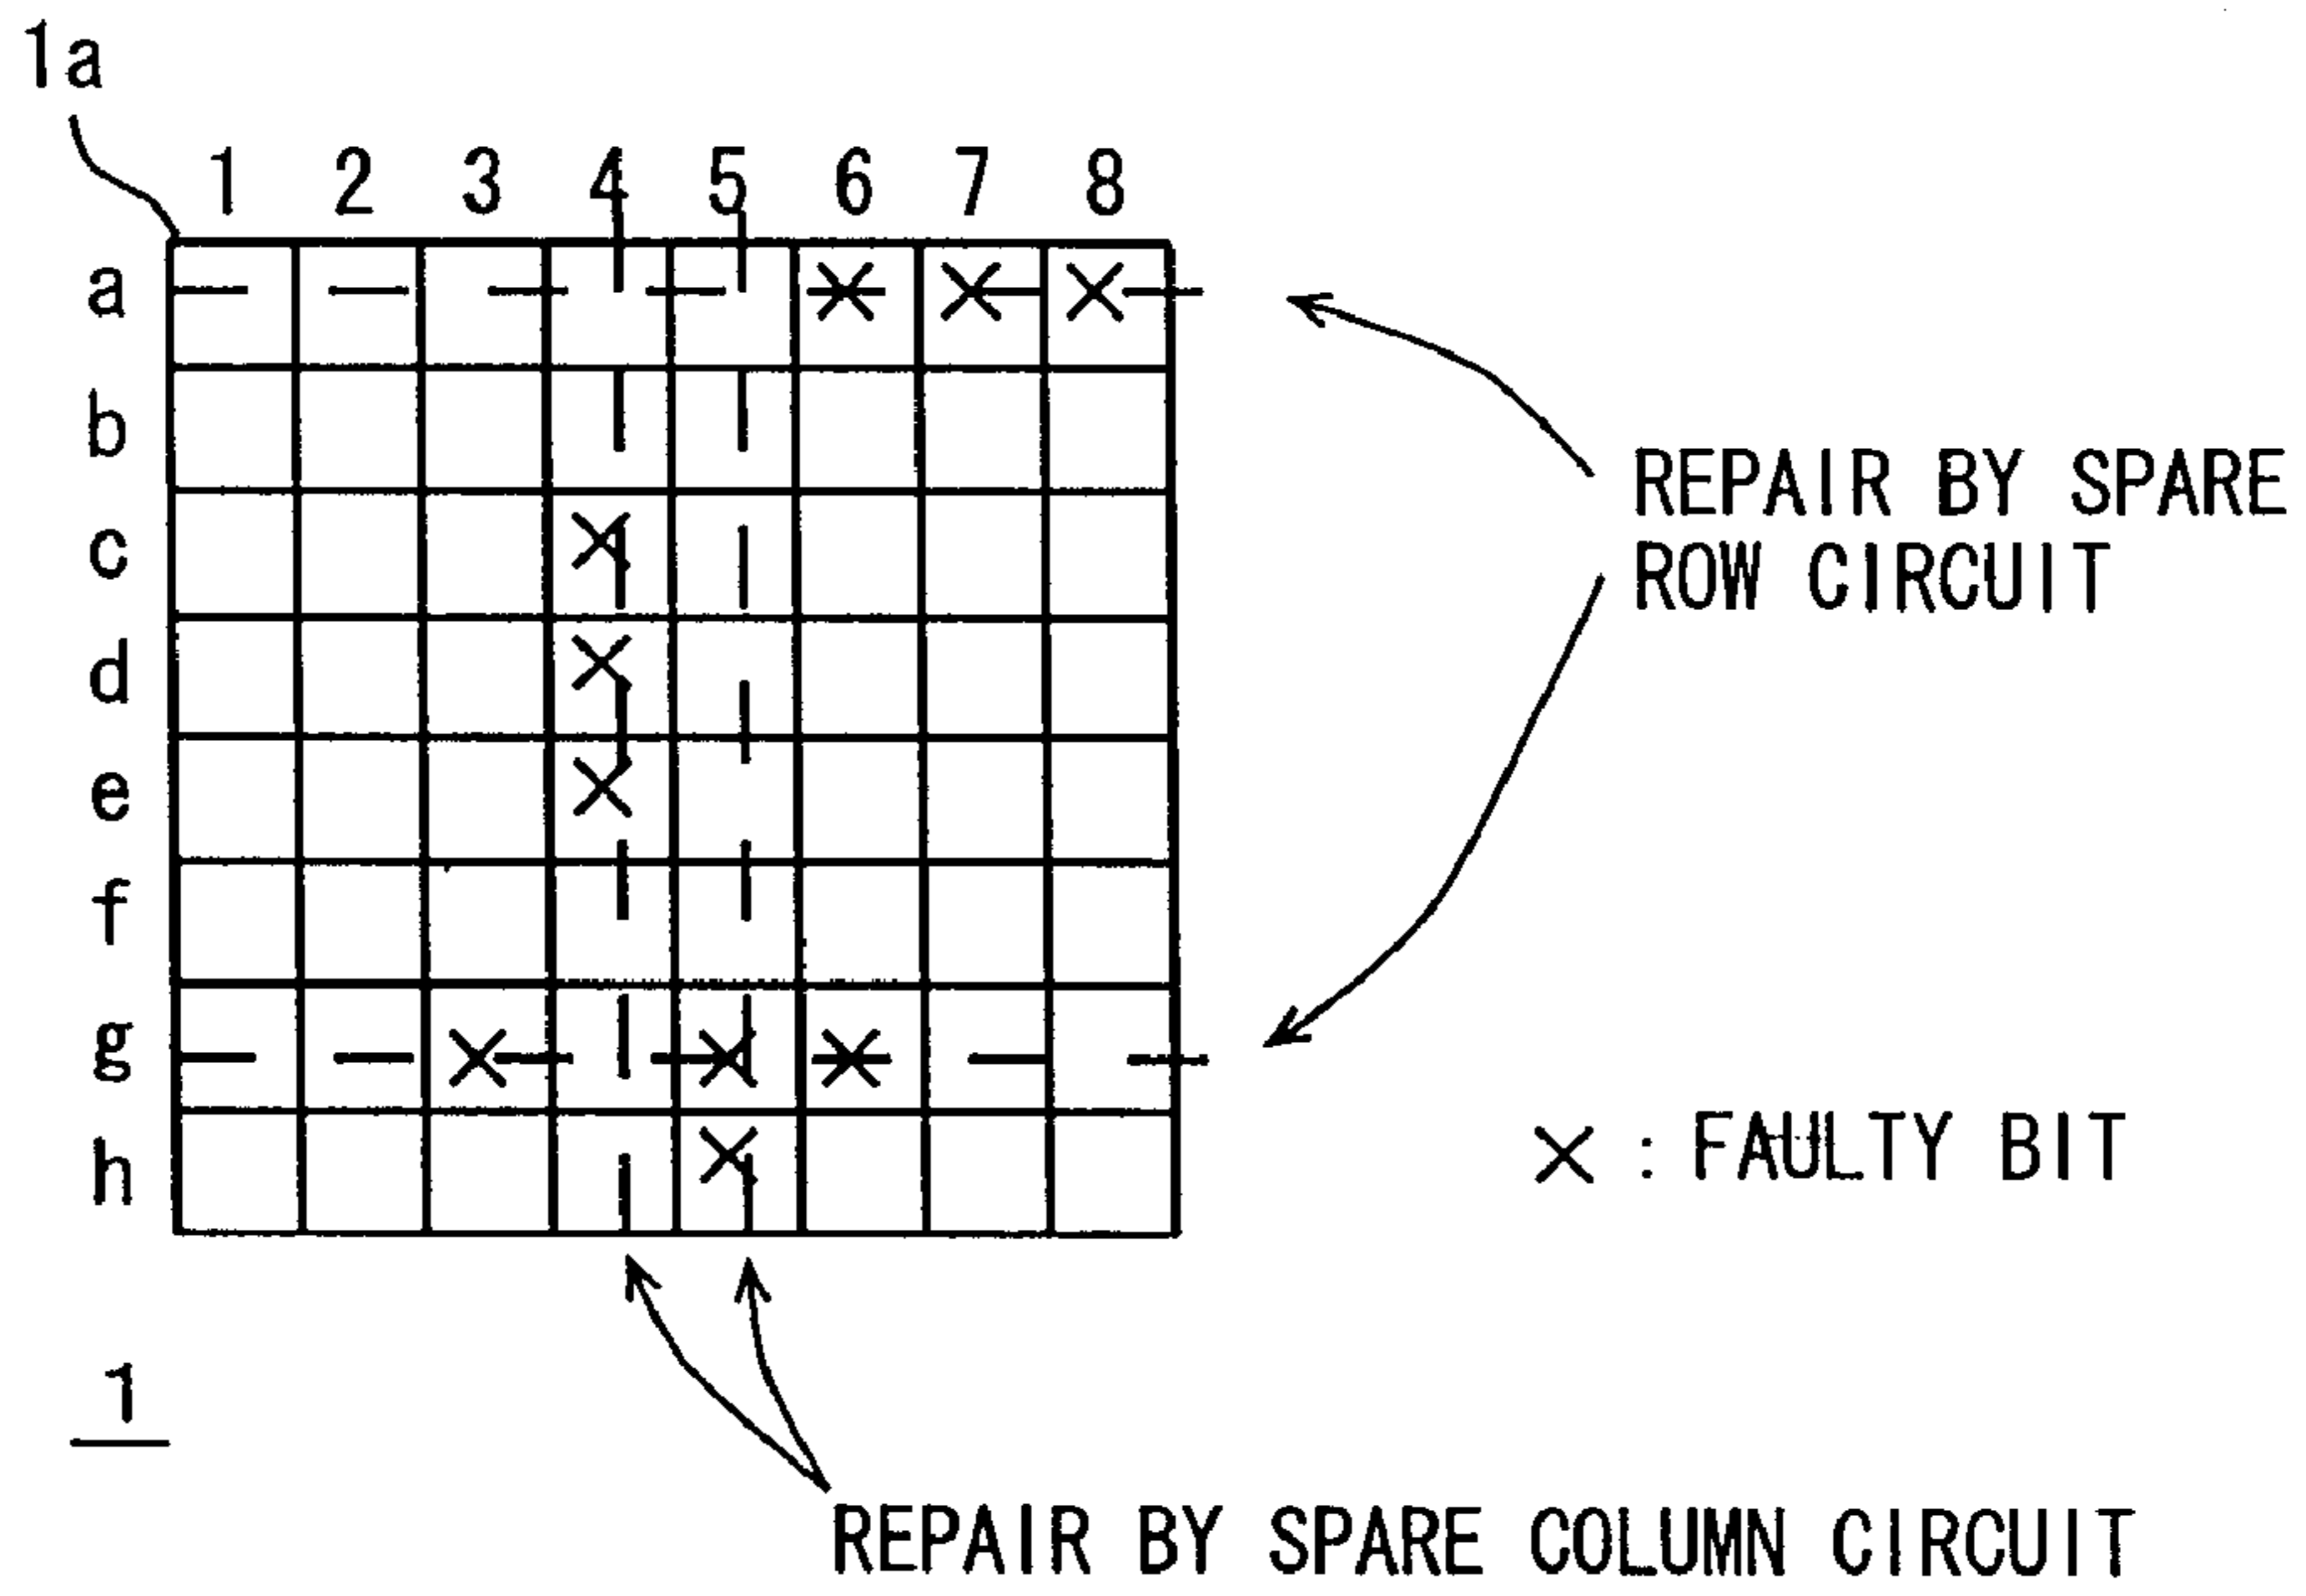 1a
1 2 3 4 5 6 7 8
a
b
c
d
e
f
g
h
REPAIR BY SPARE
ROW CIRCUIT
× : FAULTY BIT
1
REPAIR BY SPARE COLUMN CIRCUIT